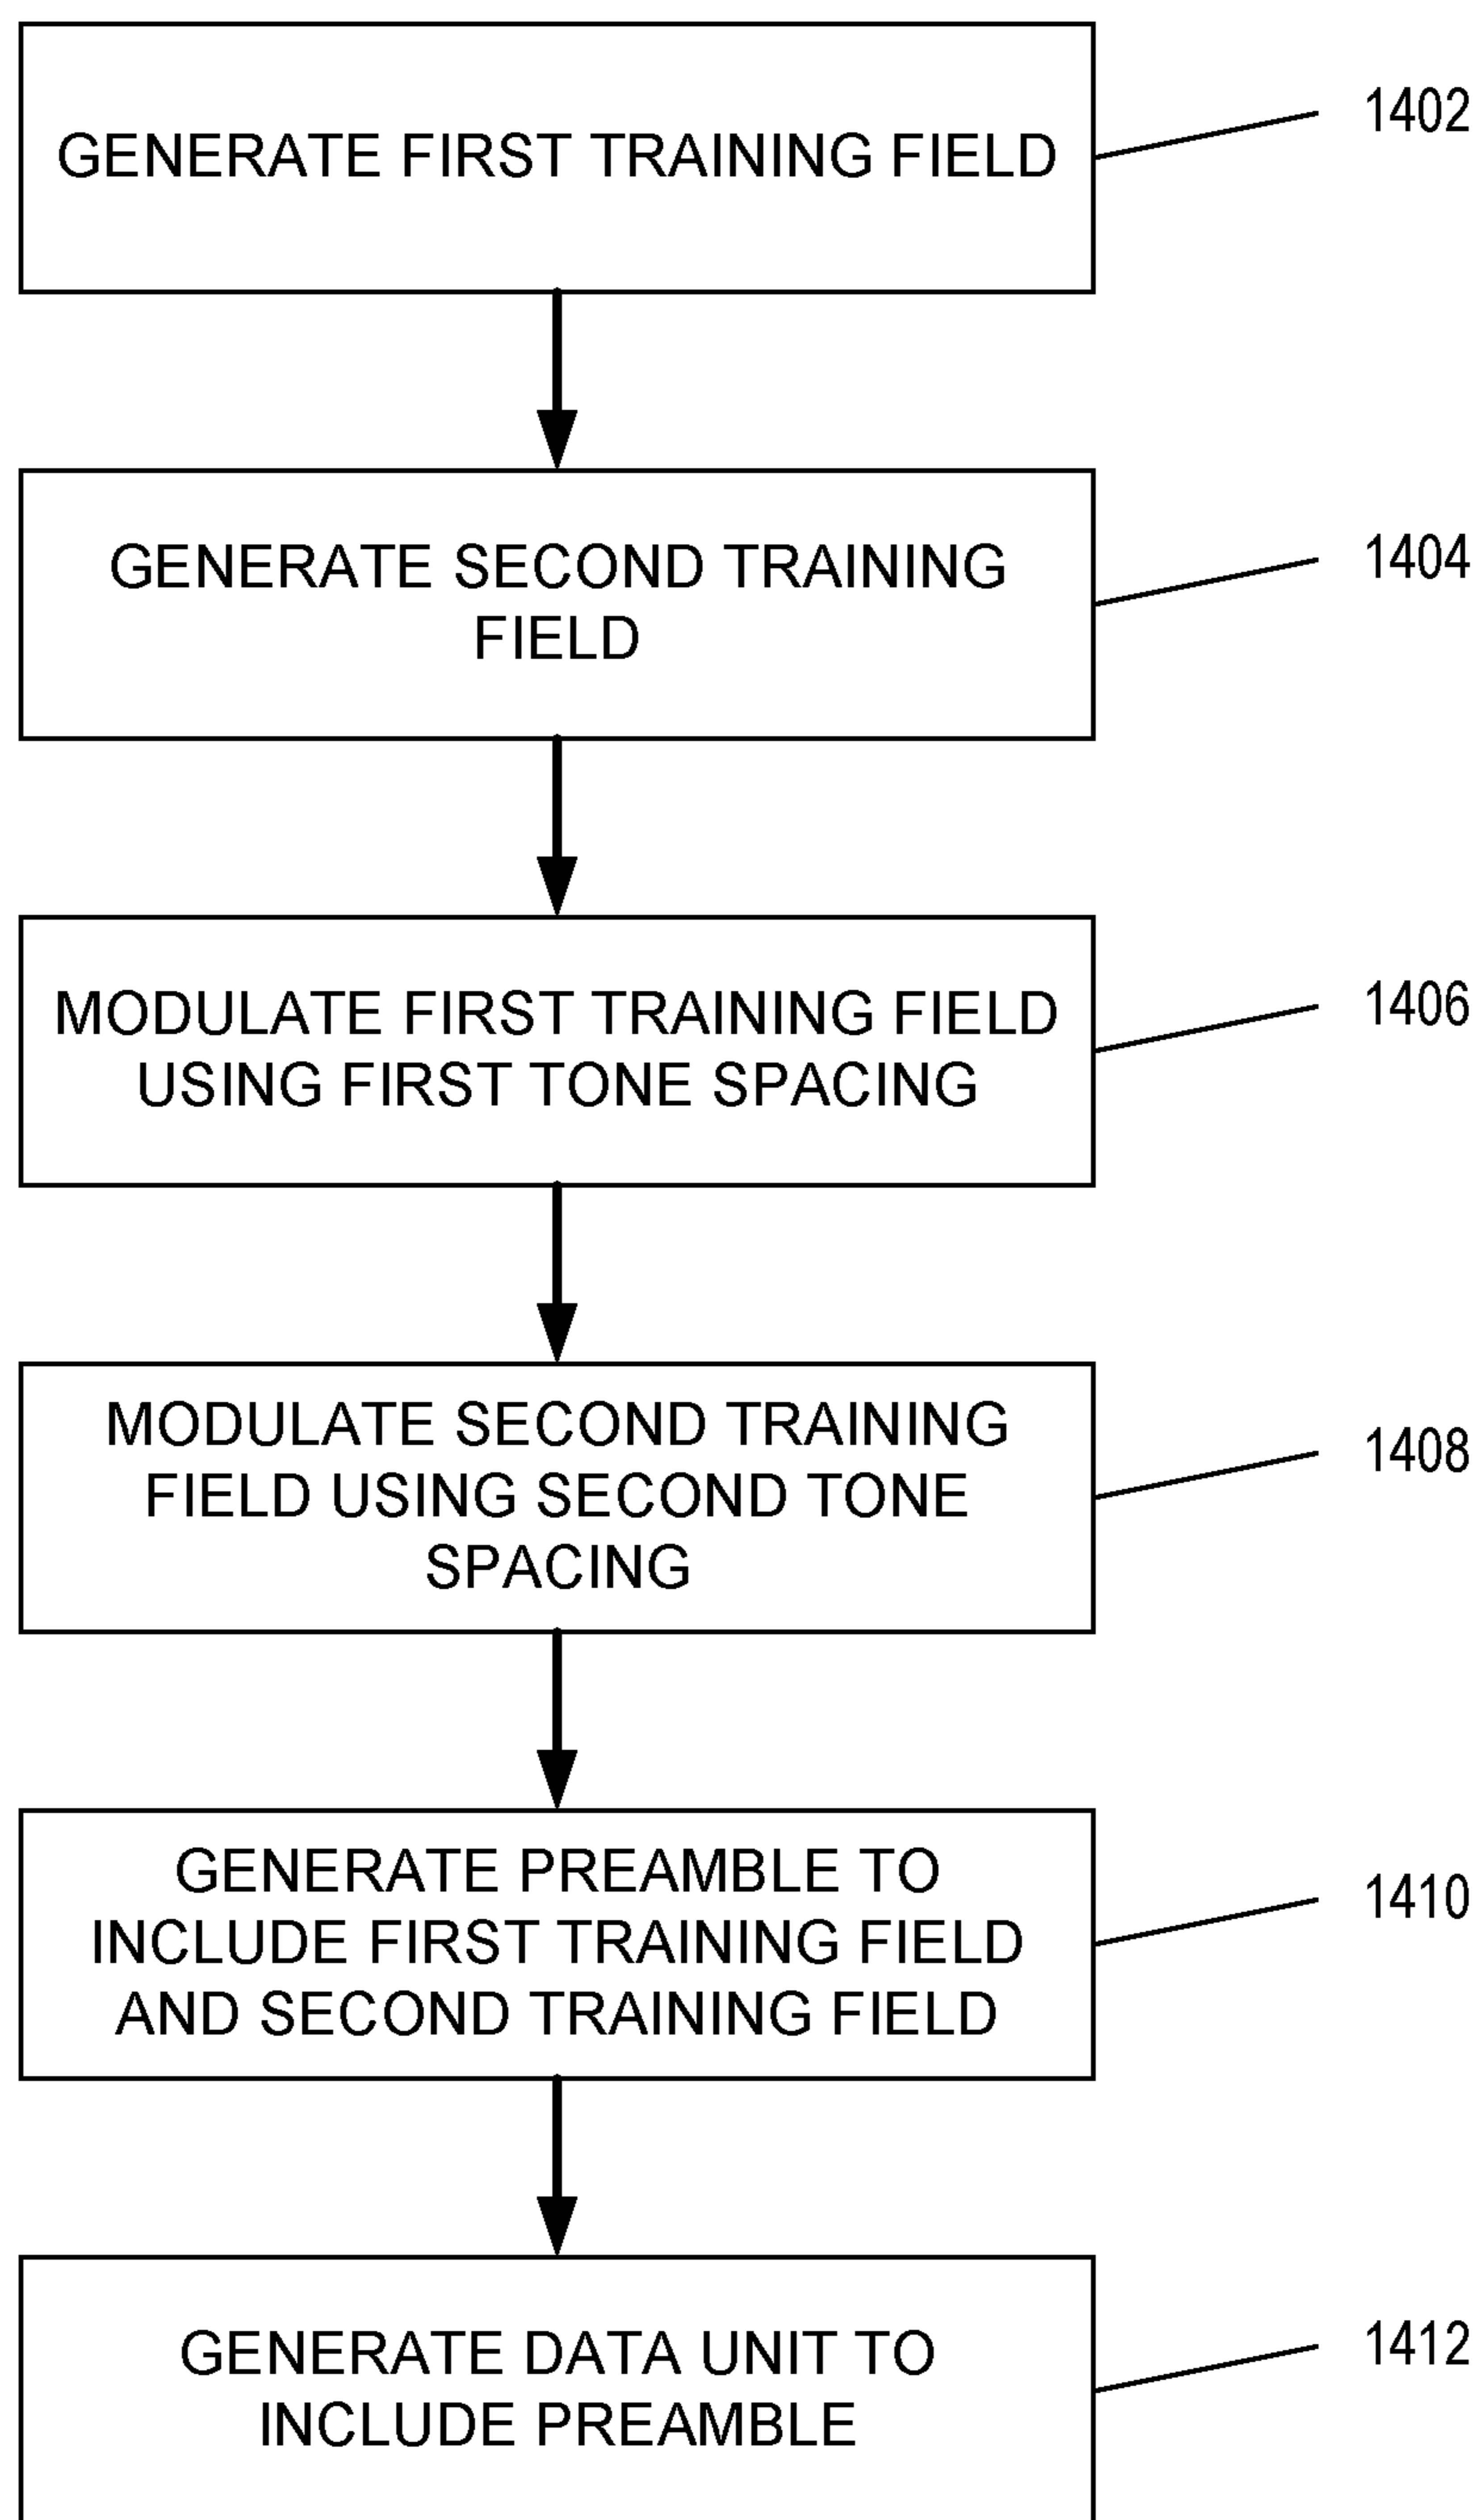 GENERATE FIRST TRAINING FIELD
1402
GENERATE SECOND TRAINING
FIELD
1404
MODULATE FIRST TRAINING FIELD
USING FIRST TONE SPACING
1406
MODULATE SECOND TRAINING
FIELD USING SECOND TONE
SPACING
1408
GENERATE PREAMBLE TO
INCLUDE FIRST TRAINING FIELD
AND SECOND TRAINING FIELD
1410
GENERATE DATA UNIT TO
INCLUDE PREAMBLE
1412